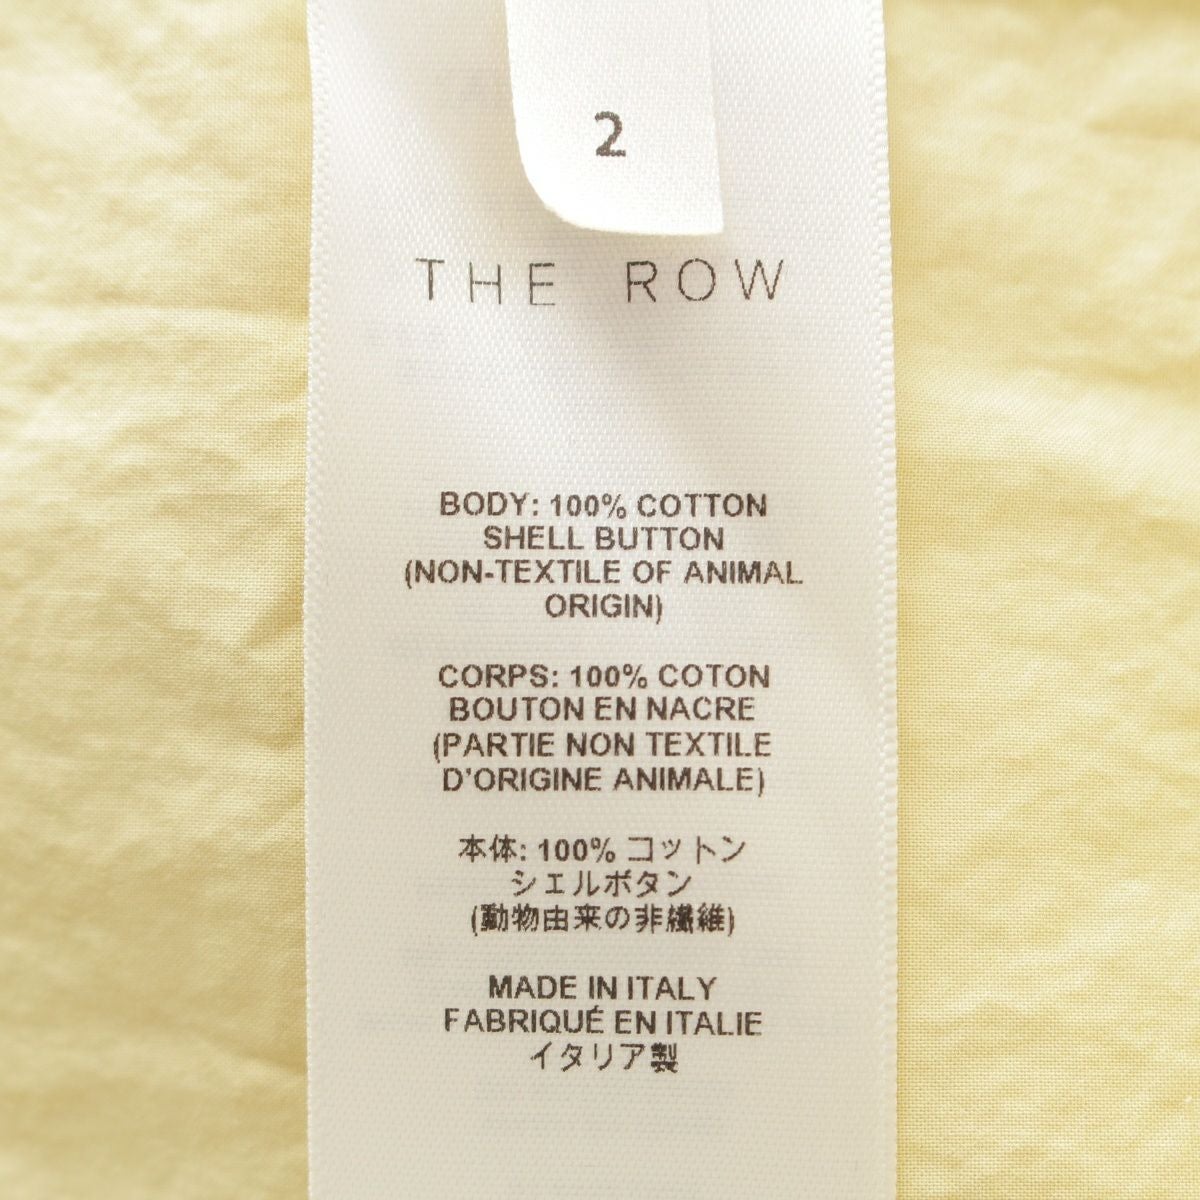 2
THE ROW
BODY: 100% COTTON
SHELL BUTTON
(NON-TEXTILE OF ANIMAL
ORIGIN)
CORPS: 100% COTON
BOUTON EN NACRE
(PARTIE NON TEXTILE
D'ORIGINE ANIMALE)
本体: 100% コットン
シェルボタン
(動物由来の非繊維)
MADE IN ITALY
FABRIQUÉ EN ITALIE
イタリア製